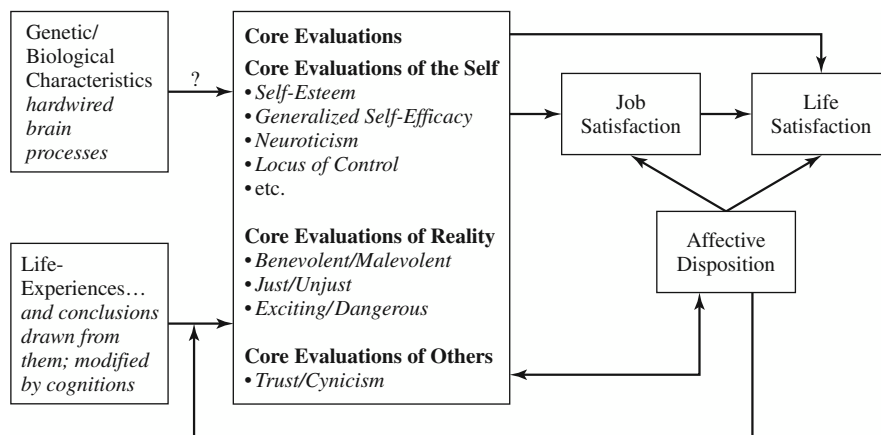 Genetic/
Biological
Characteristics
hardwired
brain
processes
?
Life-
Experiences…
and conclusions
drawn from
them; modified
by cognitions
Core Evaluations
Core Evaluations of the Self
• Self-Esteem
• Generalized Self-Efficacy
• Neuroticism
• Locus of Control
• etc.
Core Evaluations of Reality
• Benevolent/Malevolent
• Just/Unjust
• Exciting/Dangerous
Core Evaluations of Others
• Trust/Cynicism
Job
Satisfaction
Life
Satisfaction
Affective
Disposition